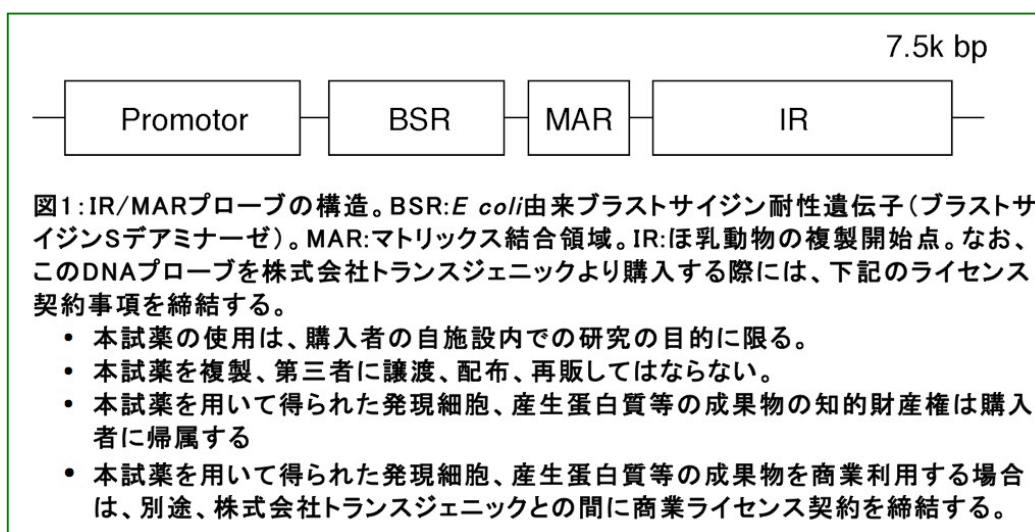 7.5k bp
Promotor BSR MAR IR
図1:IR/MARプローブの構造。BSR:E coli由来ブラストサイジン耐性遺伝子(ブラストサ
イジンSデアミナーゼ)。MAR:マトリックス結合領域。IR:ほ乳動物の複製開始点。なお、
このDNAプローブを株式会社トランスジェニックより購入する際には、下記のライセンス
契約事項を締結する。
• 本試薬の使用は、購入者の自施設内での研究の目的に限る。
• 本試薬を複製、第三者に譲渡、配布、再販してはならない。
• 本試薬を用いて得られた発現細胞、産生蛋白質等の成果物の知的財産権は購入
者に帰属する
• 本試薬を用いて得られた発現細胞、産生蛋白質等の成果物を商業利用する場合
は、別途、株式会社トランスジェニックとの間に商業ライセンス契約を締結する。